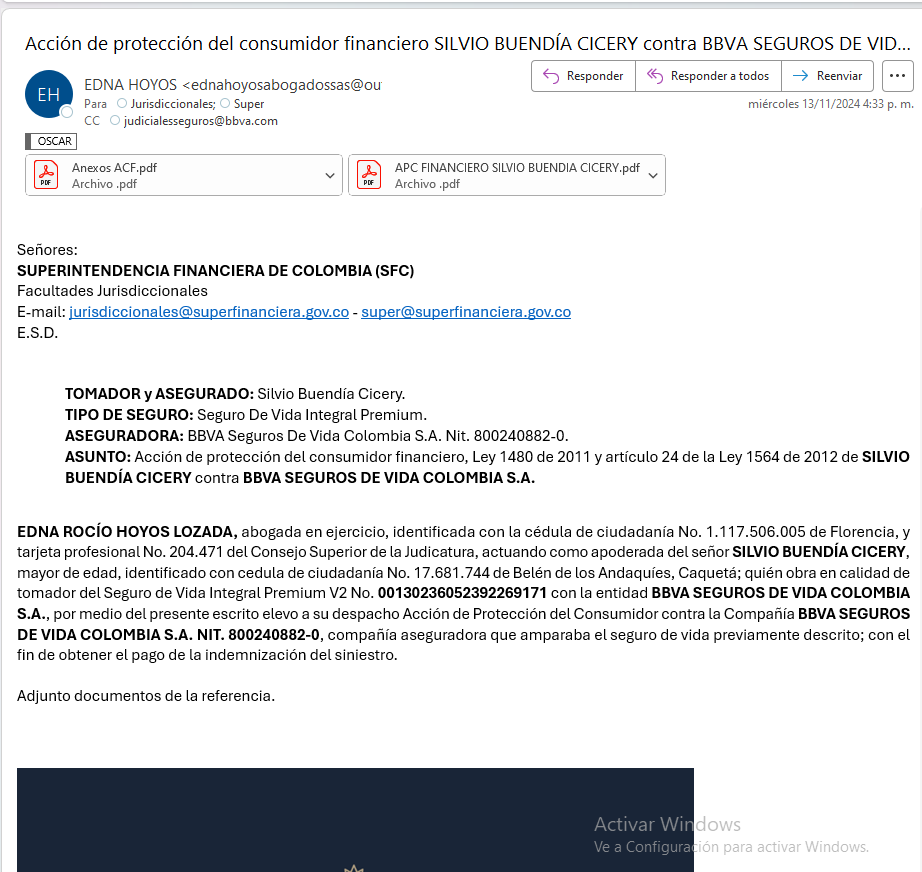 Acción de protección del consumidor financiero SILVIO BUENDÍA CICERY contra BBVA SEGUROS DE VID...
EH
EDNA HOYOS <ednahoyosabogadossas@ou
Responder
Responder a todos
Reenviar
Para Jurisdiccionales; Super
miércoles 13/11/2024 4:33 p. m.
CC judicialesseguros@bbva.com
OSCAR
PDF
Anexos ACF.pdf
Archivo .pdf
PDF
APC FINANCIERO SILVIO BUENDIA CICERY.pdf
Archivo .pdf
Señores:
SUPERINTENDENCIA FINANCIERA DE COLOMBIA (SFC)
Facultades Jurisdiccionales
E-mail: jurisdiccionales@superfinanciera.gov.co - super@superfinanciera.gov.co
E.S.D.
TOMADOR y ASEGURADO: Silvio Buendía Cicery.
TIPO DE SEGURO: Seguro De Vida Integral Premium.
ASEGURADORA: BBVA Seguros De Vida Colombia S.A. Nit. 800240882-0.
ASUNTO: Acción de protección del consumidor financiero, Ley 1480 de 2011 y artículo 24 de la Ley 1564 de 2012 de SILVIO
BUENDÍA CICERY contra BBVA SEGUROS DE VIDA COLOMBIA S.A.
EDNA ROCÍO HOYOS LOZADA, abogada en ejercicio, identificada con la cédula de ciudadanía No. 1.117.506.005 de Florencia, y
tarjeta profesional No. 204.471 del Consejo Superior de la Judicatura, actuando como apoderada del señor SILVIO BUENDÍA CICERY,
mayor de edad, identificado con cedula de ciudadanía No. 17.681.744 de Belén de los Andaquíes, Caquetá; quién obra en calidad de
tomador del Seguro de Vida Integral Premium V2 No. 00130236052392269171 con la entidad BBVA SEGUROS DE VIDA COLOMBIA
S.A., por medio del presente escrito elevo a su despacho Acción de Protección del Consumidor contra la Compañía BBVA SEGUROS
DE VIDA COLOMBIA S.A. NIT. 800240882-0, compañía aseguradora que amparaba el seguro de vida previamente descrito; con el
fin de obtener el pago de la indemnización del siniestro.
Adjunto documentos de la referencia.
Activar Windows
Ve a Configuración para activar Windows.